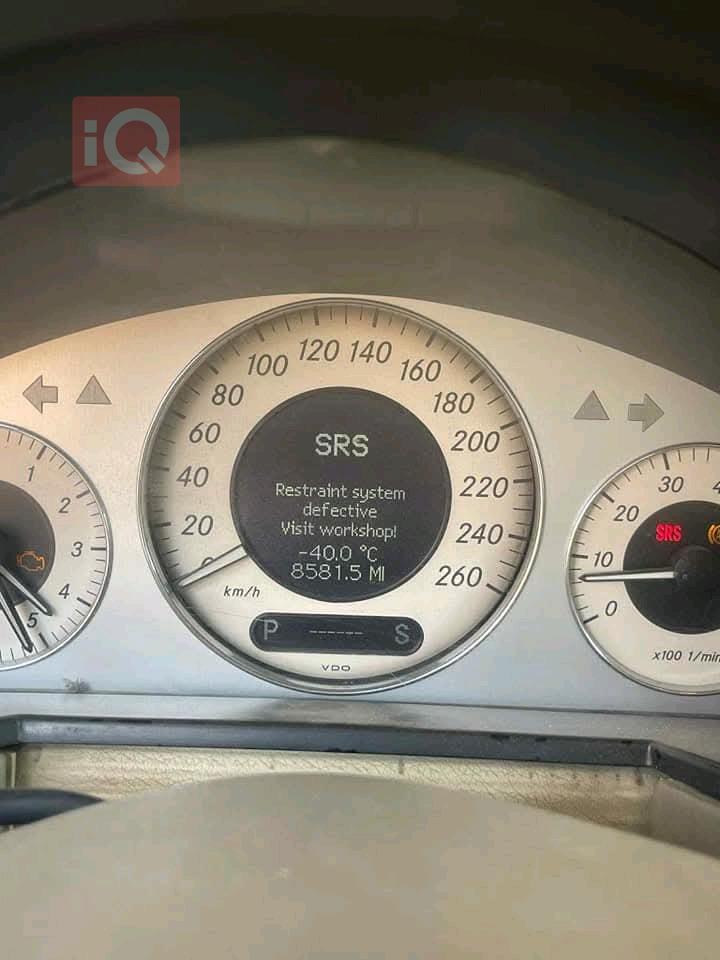 iQ
0
20
40
60
80
100
120
140
160
180
200
220
240
260
SRS
Restraint system
defective
Visit workshop!
-40.0 °C
8581.5 MI
km/h
P ------ S
VDO
1
2
3
4
5
0
10
20
30
4
SRS
x100 1/min